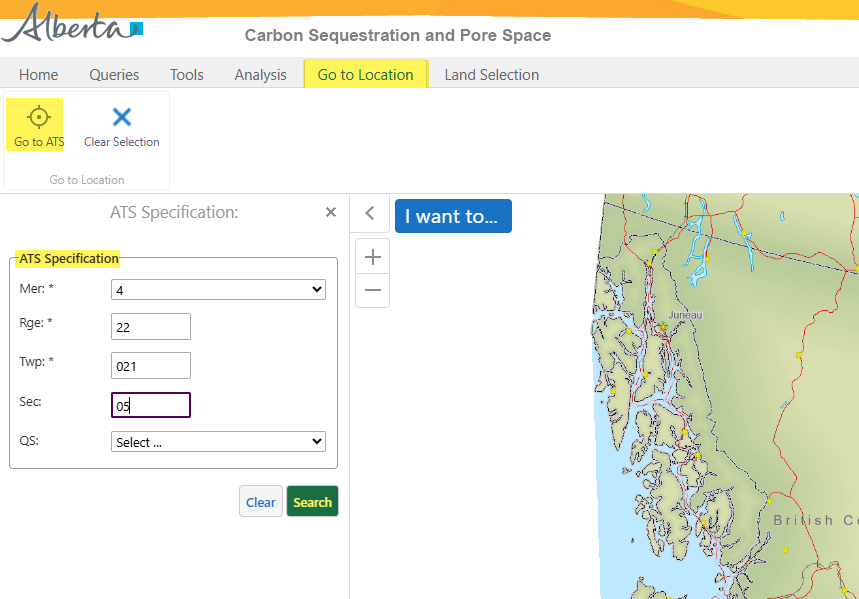 Alberta
Carbon Sequestration and Pore Space
Home Queries Tools Analysis Go to Location Land Selection
Go to ATS Clear Selection
Go to Location
ATS Specification:
I want to...
ATS Specification
Mer: * 4
Rge: * 22
Twp: * 021
Sec: 05
QS: Select ...
Clear Search
Juneau
British Co